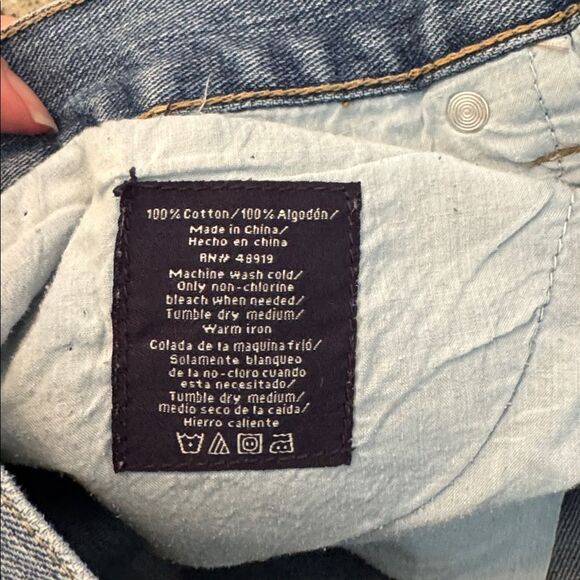 100% Cotton/100% Algodón/
Made in China/
Hecho en china
RN# 48919
Machine wash cold/
Only non-chlorine
bleach when needed/
Tumble dry medium/
Warm iron
Colada de la maquina frió/
Solamente blanqueo
de la no-cloro cuando
esta necesitado/
Tumble dry medium/
medio seco de la caída/
Hierro caliente